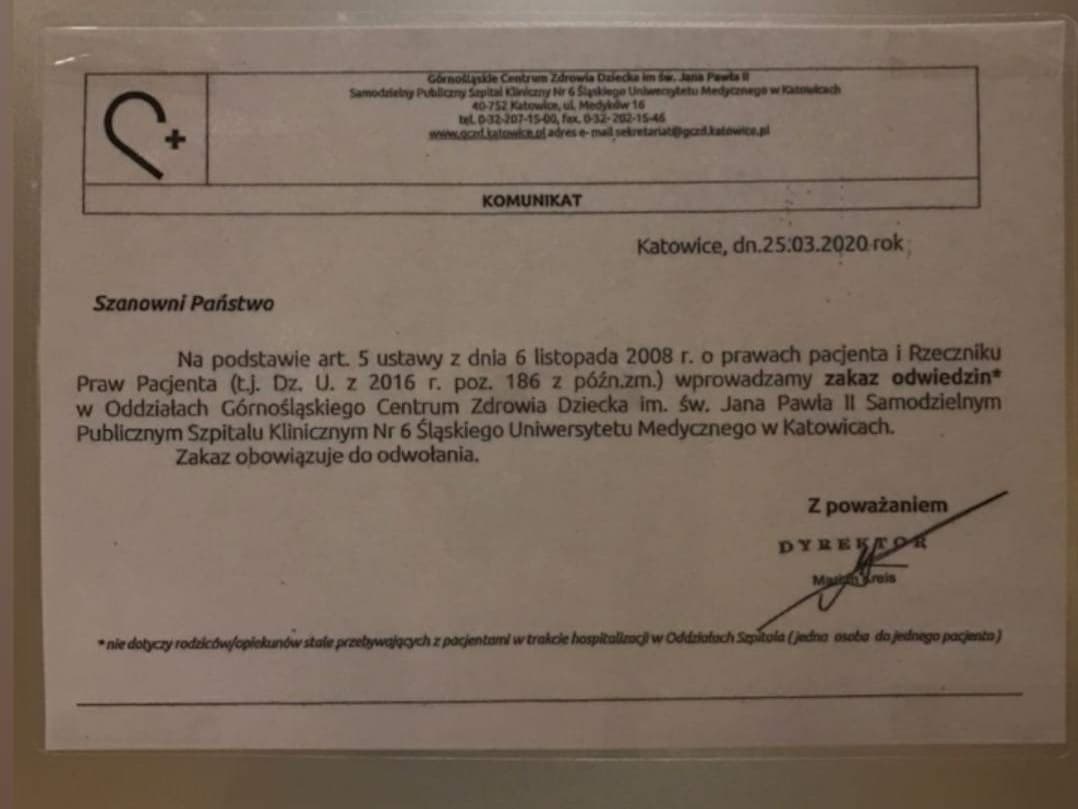 Górnośląskie Centrum Zdrowia Dziecka im św. Jana Pawła II
Samodzielny Publiczny Szpital Kliniczny Nr 6 Śląskiego Uniwersytetu Medycznego w Katowicach
40-752 Katowice, ul. Medyków 16
tel. 0-32-207-15-00, fax. 0-32- 202-15-46
www.gczd.katowice.pl adres e- mail sekretariat@gczd.katowice.pl
KOMUNIKAT
Katowice, dn.25.03.2020 rok
Szanowni Państwo
Na podstawie art. 5 ustawy z dnia 6 listopada 2008 r. o prawach pacjenta i Rzeczniku
Praw Pacjenta (t.j. Dz. U. z 2016 r. poz. 186 z późn.zm.) wprowadzamy zakaz odwiedzin*
w Oddziałach Górnośląskiego Centrum Zdrowia Dziecka im. św. Jana Pawła II Samodzielnym
Publicznym Szpitalu Klinicznym Nr 6 Śląskiego Uniwersytetu Medycznego w Katowicach.
Zakaz obowiązuje do odwołania.
Z poważaniem
DYREKTOR
* nie dotyczy rodziców/opiekunów stale przebywających z pacjentami w trakcie hospitalizacji w Oddziałach Szpitala ( jedna osoba do jednego pacjenta )